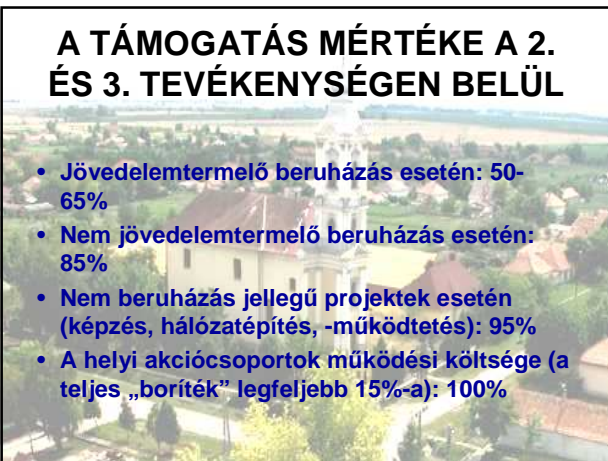 A TÁMOGATÁS MÉRTÉKE A 2.
ÉS 3. TEVÉKENYSÉGEN BELÜL
• Jövedelemtermelő beruházás esetén: 50-
65%
• Nem jövedelemtermelő beruházás esetén:
85%
• Nem beruházás jellegű projektek esetén
(képzés, hálózatépítés, -működtetés): 95%
• A helyi akciócsoportok működési költsége (a
teljes „boríték” legfeljebb 15%-a): 100%